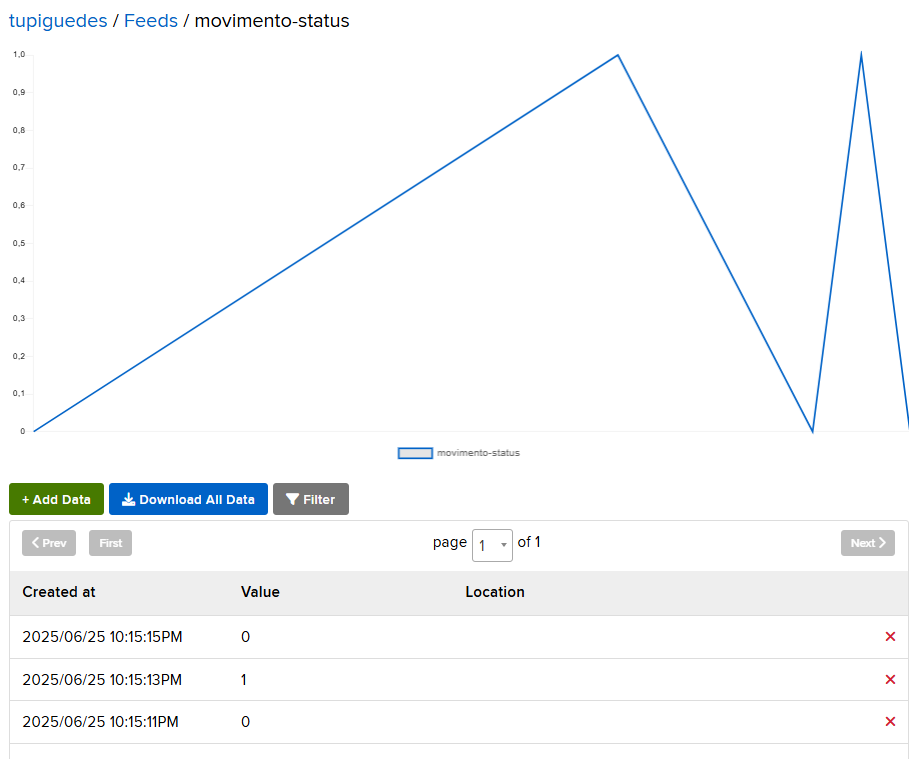 tupiguedes / Feeds / movimento-status
1,0
0,9
0,8
0,7
0,6
0,5
0,4
0,3
0,2
0,1
0
movimento-status
+ Add Data Download All Data Filter
Prev First page 1 of 1 Next
Created at Value Location
2025/06/25 10:15:15PM 0
2025/06/25 10:15:13PM 1
2025/06/25 10:15:11PM 0